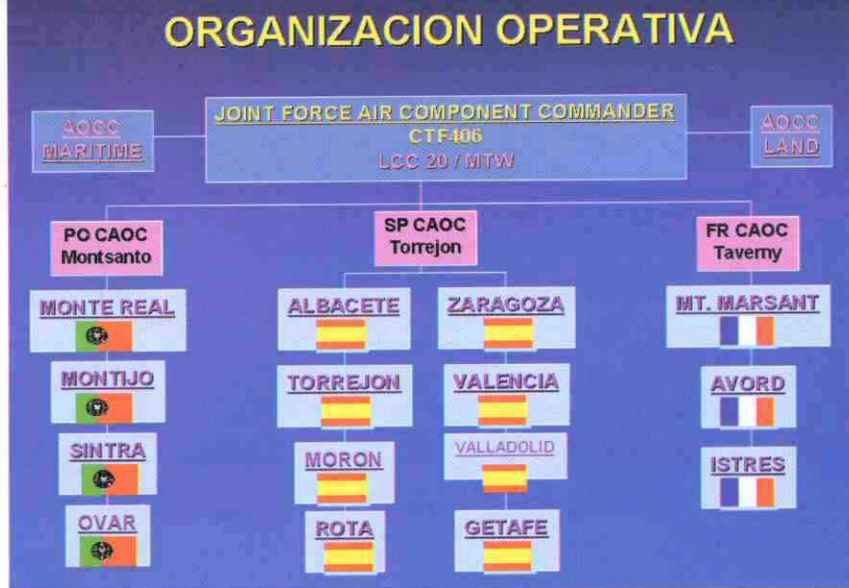 ORGANIZACION OPERATIVA
JOINT FORCE AIR COMPONENT COMMANDER
CTF406
LCC 20 / MTW
AOCC
MARITIME
AOCC
LAND
PO CAOC
Montsanto
SP CAOC
Torrejon
FR CAOC
Taverny
MONTE REAL
MONTIJO
SINTRA
OVAR
ALBACETE
TORREJON
MORON
ROTA
ZARAGOZA
VALENCIA
VALLADOLID
GETAFE
MT. MARSANT
AVORD
ISTRES